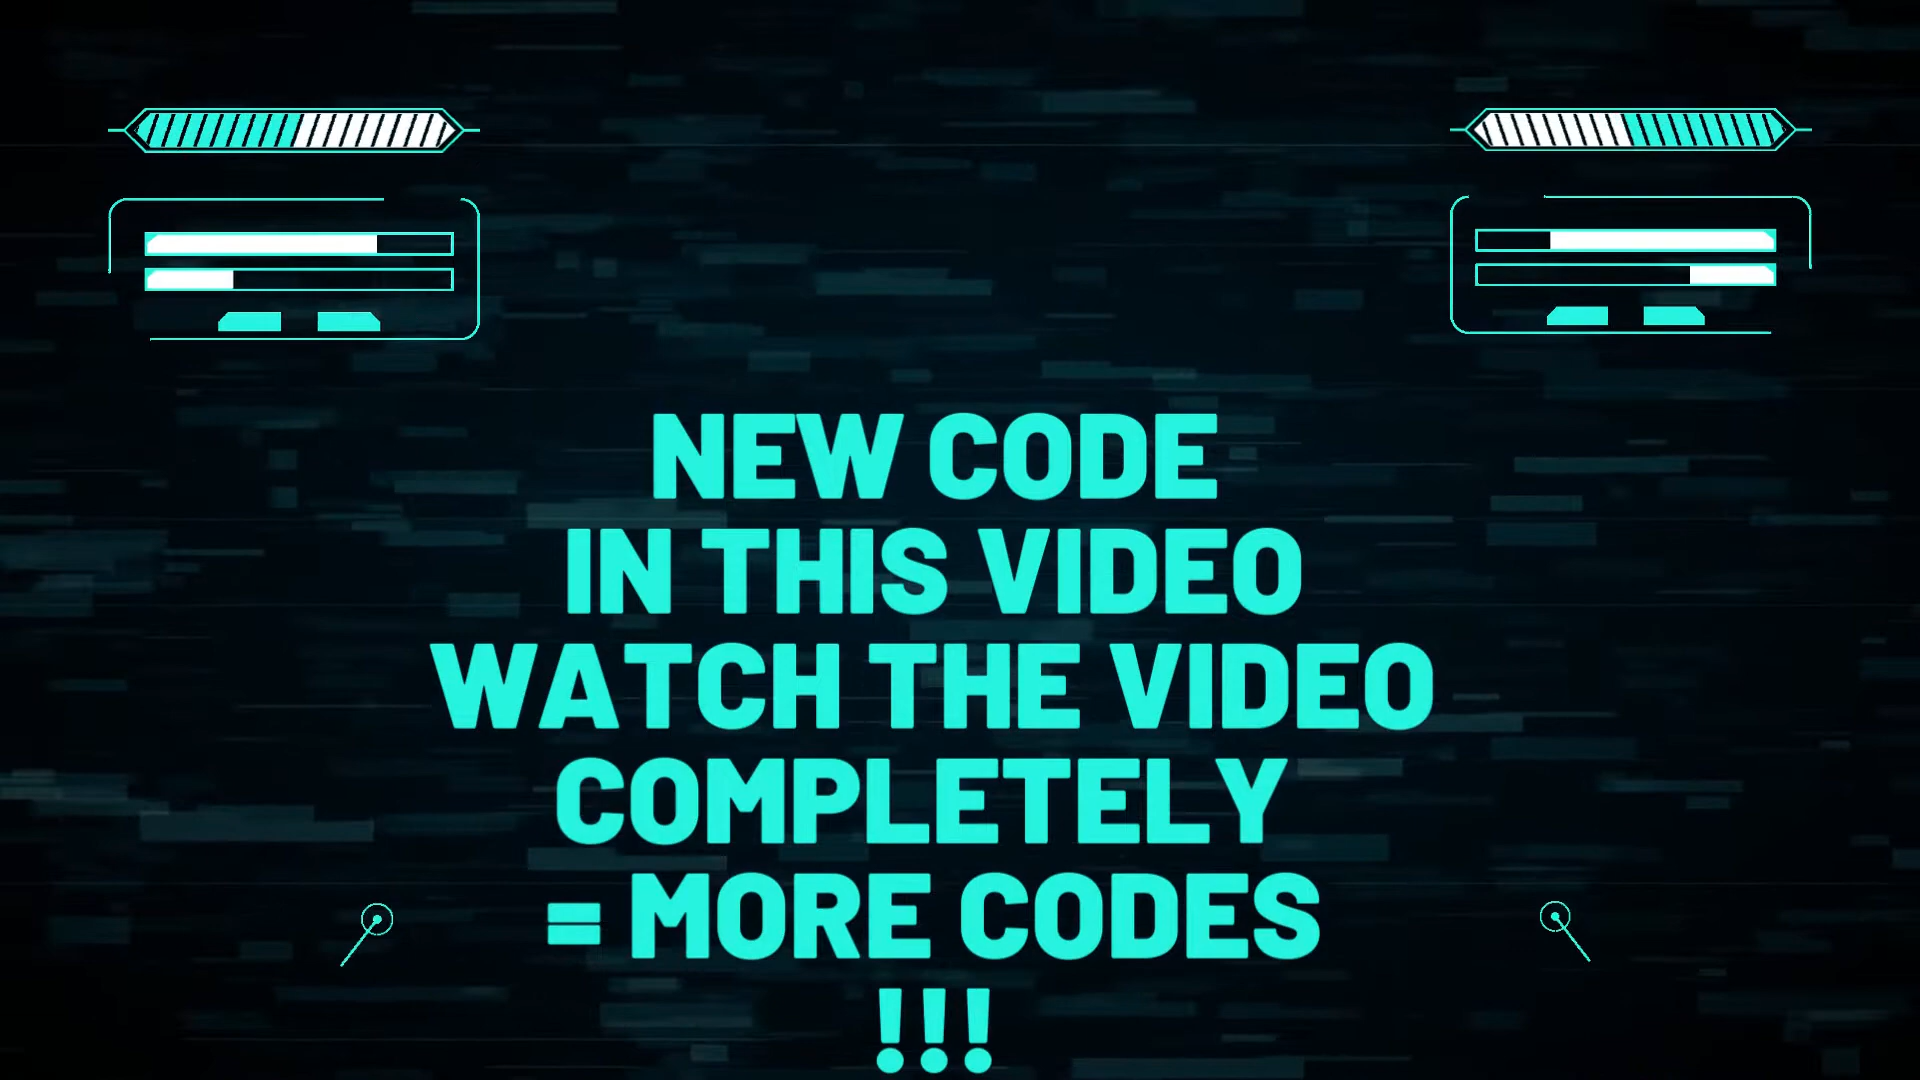 NEW CODE
IN THIS VIDEO
WATCH THE VIDEO
COMPLETELY
= MORE CODES
!!!